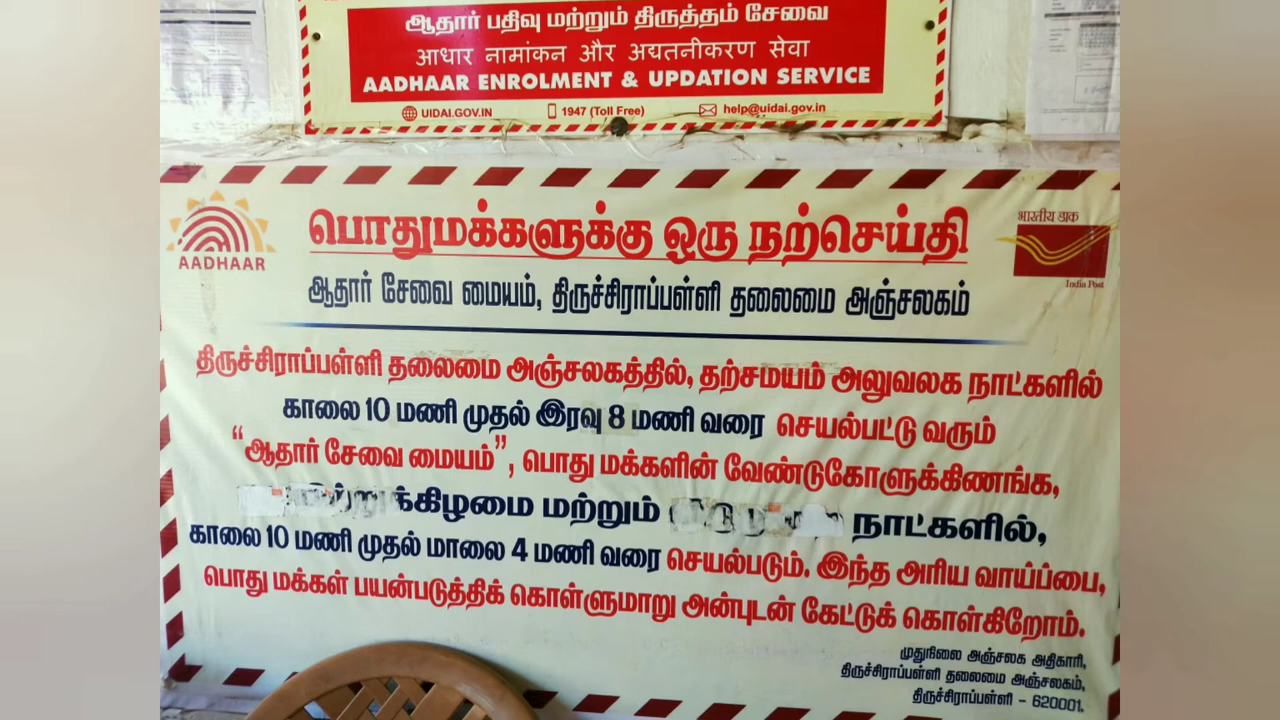 ஆதார் பதிவு மற்றும் திருத்தம் சேவை
आधार नामांकन और अद्यतनीकरण सेवा
AADHAAR ENROLMENT & UPDATION SERVICE
UIDAI.GOV.IN 1947 (Toll Free) help@uidai.gov.in
AADHAAR
பொதுமக்களுக்கு ஒரு நற்செய்தி
भारतीय डाक
India Post
ஆதார் சேவை மையம், திருச்சிராப்பள்ளி தலைமை அஞ்சலகம்
திருச்சிராப்பள்ளி தலைமை அஞ்சலகத்தில், தற்சமயம் அலுவலக நாட்களில்
காலை 10 மணி முதல் இரவு 8 மணி வரை செயல்பட்டு வரும்
“ஆதார் சேவை மையம்”, பொது மக்களின் வேண்டுகோளுக்கிணங்க,
க்கிழமை மற்றும் நாட்களில்,
காலை 10 மணி முதல் மாலை 4 மணி வரை செயல்படும். இந்த அரிய வாய்ப்பை,
பொது மக்கள் பயன்படுத்திக் கொள்ளுமாறு அன்புடன் கேட்டுக் கொள்கிறோம்.
முதுநிலை அஞ்சலக அதிகாரி,
திருச்சிராப்பள்ளி தலைமை அஞ்சலகம்,
திருச்சிராப்பள்ளி - 620001.